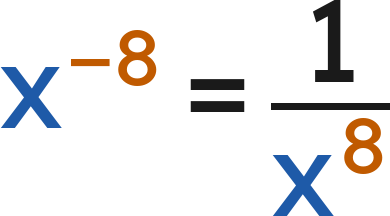 x⁻⁸ = 1/x⁸